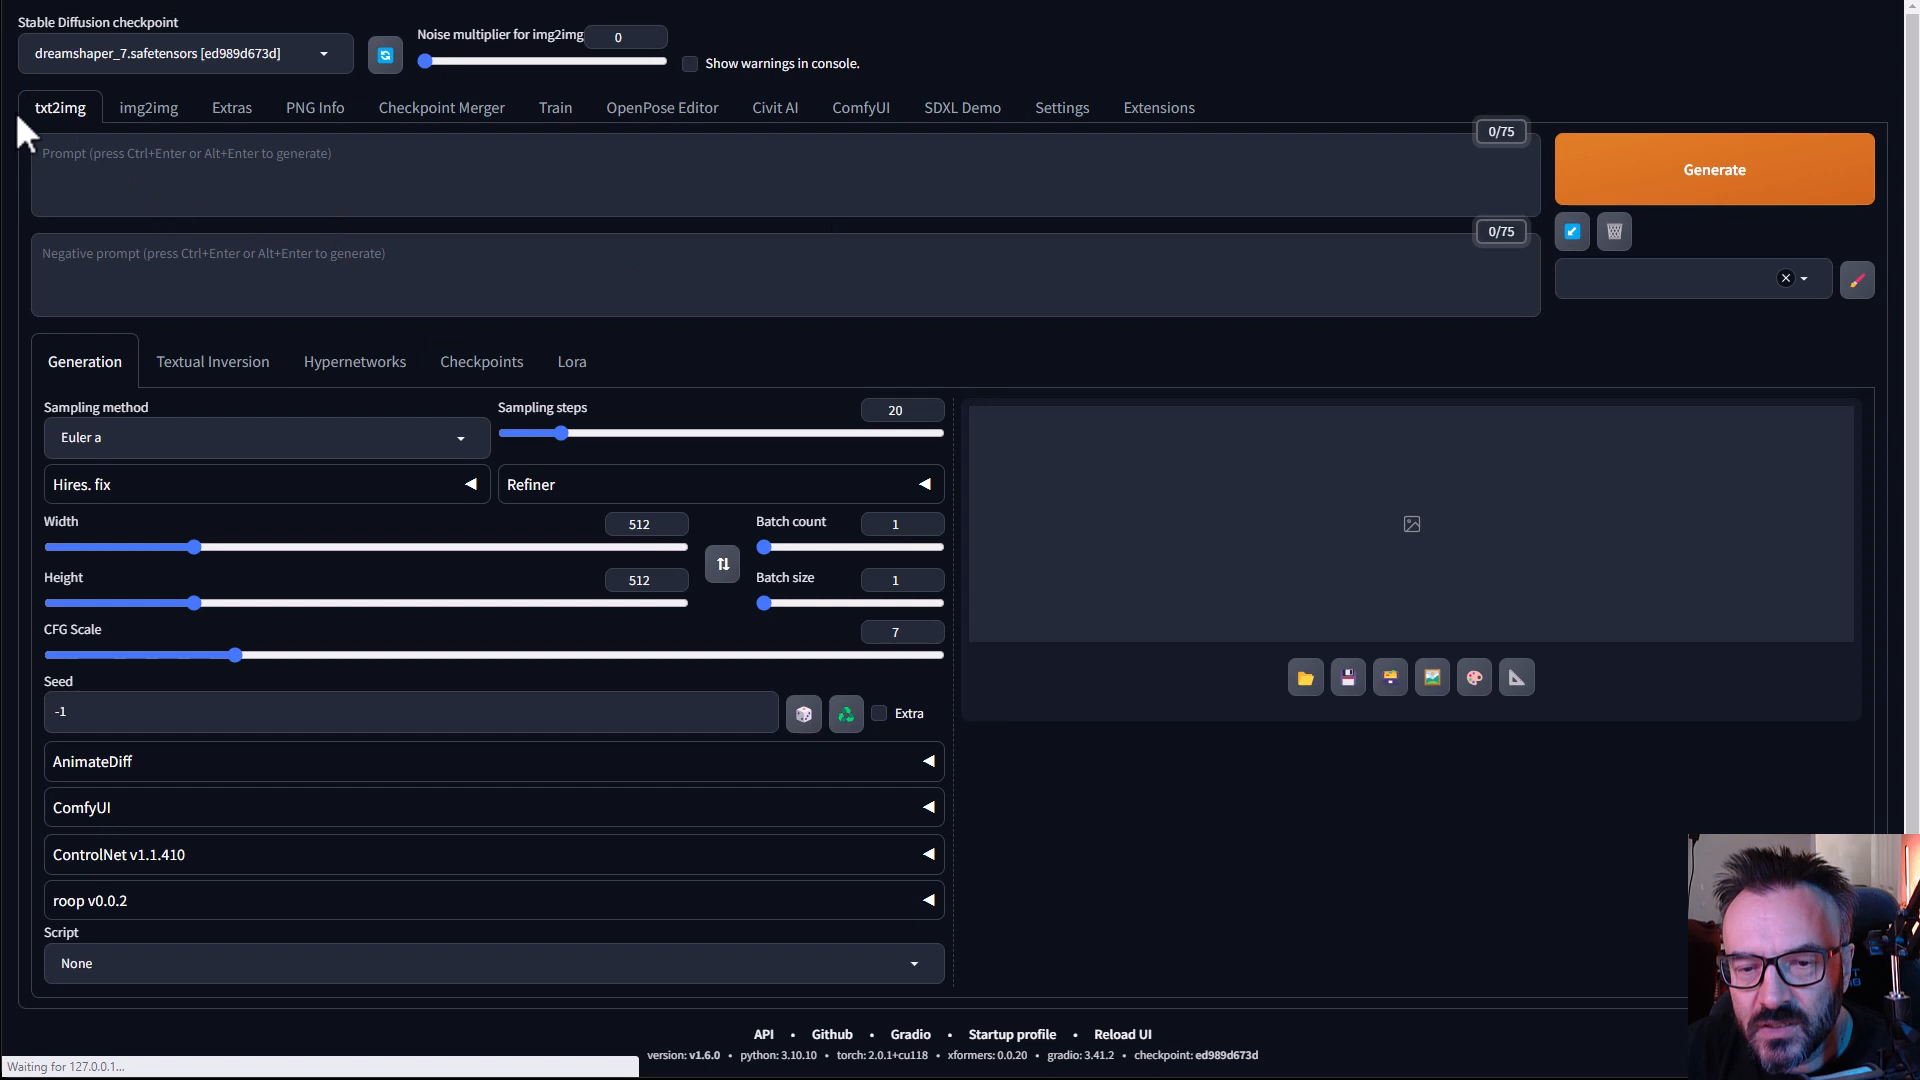 Stable Diffusion checkpoint
dreamshaper_7.safetensors [ed989d673d]
Noise multiplier for img2img
0
Show warnings in console.
txt2img
img2img
Extras
PNG Info
Checkpoint Merger
Train
OpenPose Editor
Civit AI
ComfyUI
SDXL Demo
Settings
Extensions
Prompt (press Ctrl+Enter or Alt+Enter to generate)
0/75
Generate
Negative prompt (press Ctrl+Enter or Alt+Enter to generate)
0/75
Generation
Textual Inversion
Hypernetworks
Checkpoints
Lora
Sampling method
Euler a
Sampling steps
20
Hires. fix
Refiner
Width
512
Batch count
1
Height
512
Batch size
1
CFG Scale
7
Seed
-1
Extra
AnimateDiff
ComfyUI
ControlNet v1.1.410
roop v0.0.2
Script
None
API • Github • Gradio • Startup profile • Reload UI
version: v1.6.0 • python: 3.10.10 • torch: 2.0.1+cu118 • xformers: 0.0.20 • gradio: 3.41.2 • checkpoint: ed989d673d
Waiting for 127.0.0.1...